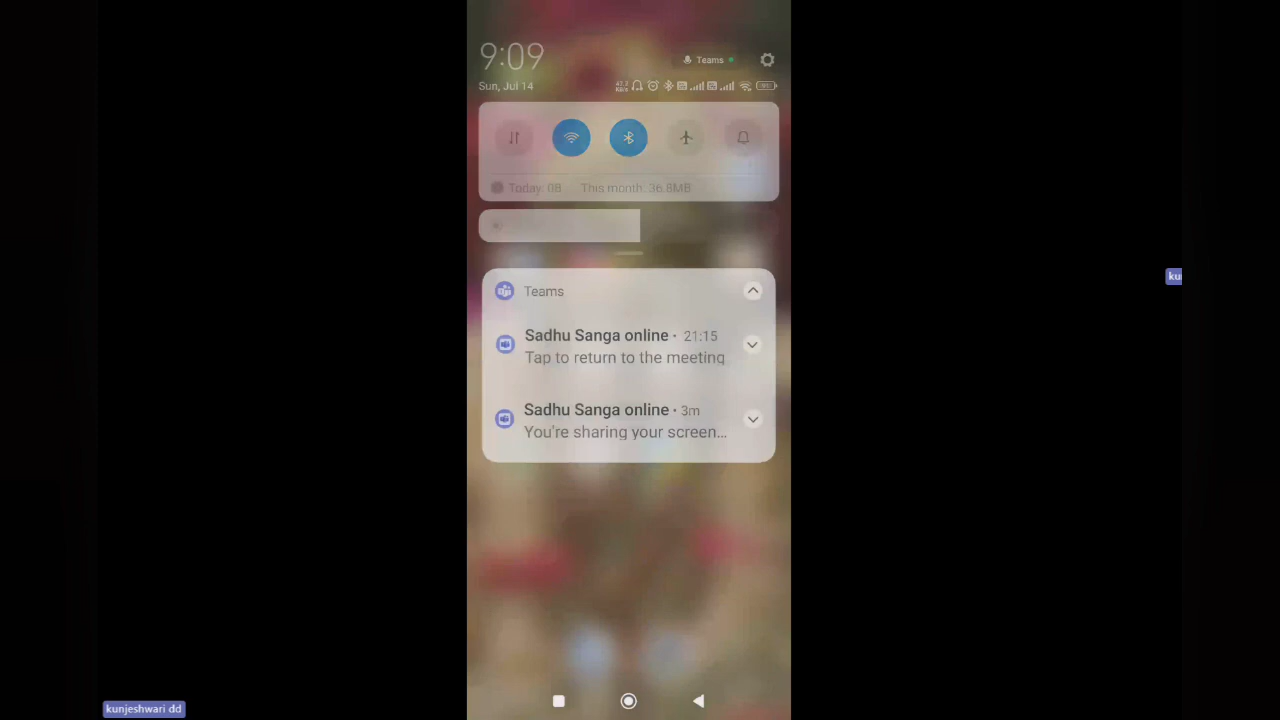 9:09
Teams
Sun, Jul 14
Today: 0B This month: 36.8MB
Teams
Sadhu Sanga online • 21:15
Tap to return to the meeting
Sadhu Sanga online • 3m
You're sharing your screen...
ku
kunjeshwari dd